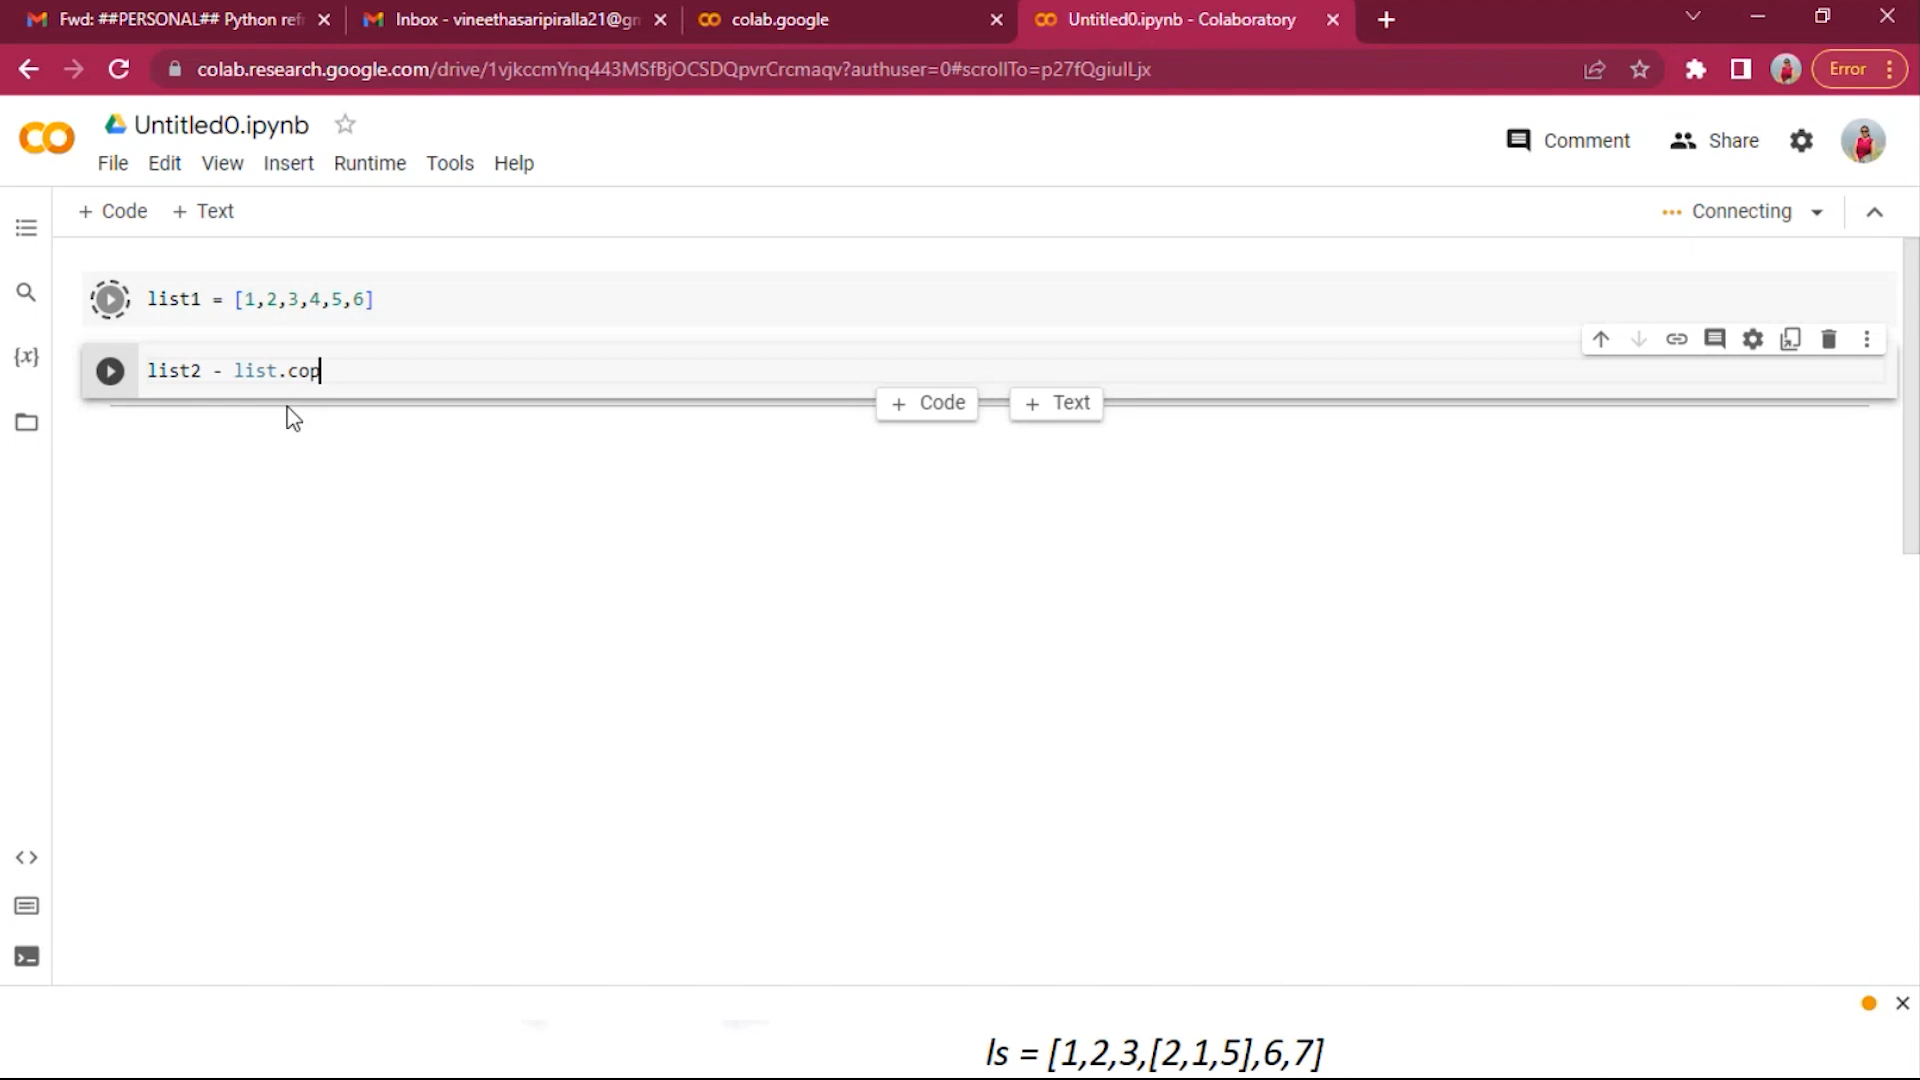 Fwd: ##PERSONAL## Python ref
Inbox - vineethasaripiralla21@gm
colab.google
Untitled0.ipynb - Colaboratory
colab.research.google.com/drive/1vjkccmYnq443MSfBjOCSDQpvrCrcmaqv?authuser=0#scrollTo=p27fQgiulLjx
Error
Untitled0.ipynb
Comment
Share
File Edit View Insert Runtime Tools Help
+ Code + Text
Connecting
list1 = [1,2,3,4,5,6]
list2 - list.cop
+ Code + Text
{x}
ls = [1,2,3,[2,1,5],6,7]